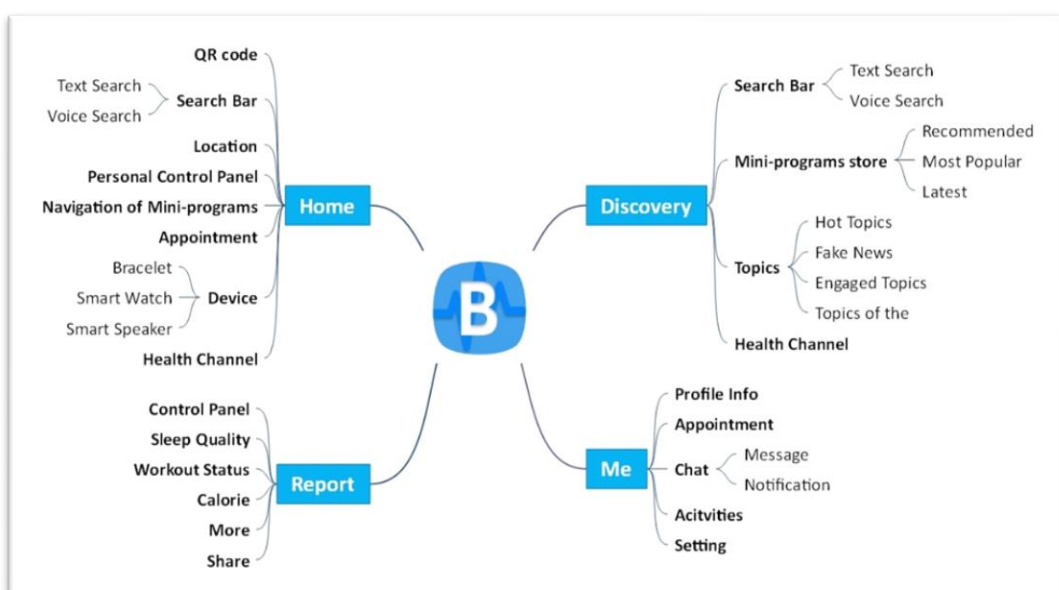 QR code
Text Search
Voice Search
Search Bar
Location
Personal Control Panel
Navigation of Mini-programs
Appointment
Bracelet
Smart Watch
Smart Speaker
Device
Health Channel
Home
Control Panel
Sleep Quality
Workout Status
Calorie
More
Share
Report
B
Discovery
Search Bar
Text Search
Voice Search
Mini-programs store
Recommended
Most Popular
Latest
Topics
Hot Topics
Fake News
Engaged Topics
Topics of the
Health Channel
Me
Profile Info
Appointment
Chat
Message
Notification
Acitvities
Setting